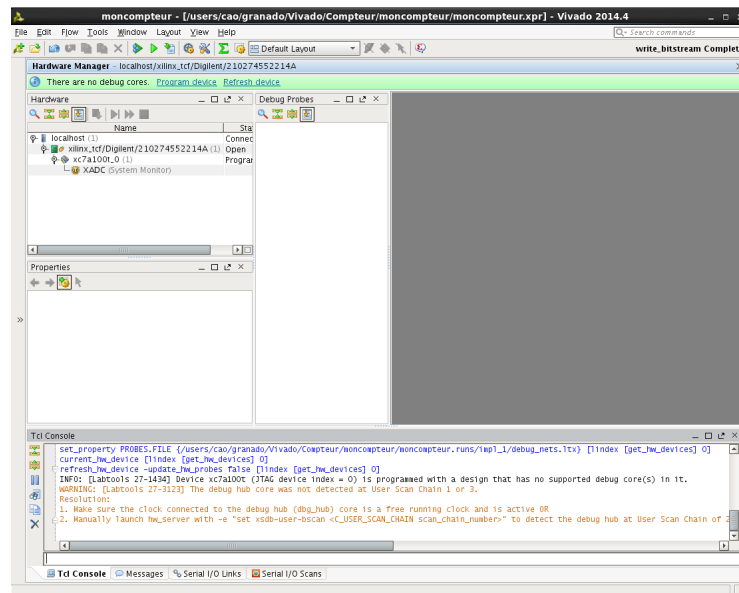 moncompteur - [/users/cao/granado/Vivado/Compteur/moncompteur/moncompteur.xpr] - Vivado 2014.4
File Edit Flow Tools Window Layout View Help
Search commands
Default Layout
write_bitstream Complet
Hardware Manager - localhost/xilinx_tcf/Digilent/210274552214A
There are no debug cores. Program device Refresh device
Hardware
Debug Probes
Name Sta
localhost (1) Connec
xilinx_tcf/Digilent/210274552214A (1) Open
xc7a100t_0 (1) Program
XADC (System Monitor)
Properties
Tcl Console
set_property PROBES.FILE {/users/cao/granado/Vivado/Compteur/moncompteur/moncompteur.runs/impl_1/debug_nets.ltx} [lindex [get_hw_devices] 0]
current_hw_device [lindex [get_hw_devices] 0]
refresh_hw_device -update_hw_probes false [lindex [get_hw_devices] 0]
INFO: [Labtools 27-1434] Device xc7a100t (JTAG device index = 0) is programmed with a design that has no supported debug core(s) in it.
WARNING: [Labtools 27-3123] The debug hub core was not detected at User Scan Chain 1 or 3.
Resolution:
1. Make sure the clock connected to the debug hub (dbg_hub) core is a free running clock and is active OR
2. Manually launch hw_server with -e "set xsdb-user-bscan <C_USER_SCAN_CHAIN scan_chain_number>" to detect the debug hub at User Scan Chain of 2
Tcl Console Messages Serial I/O Links Serial I/O Scans